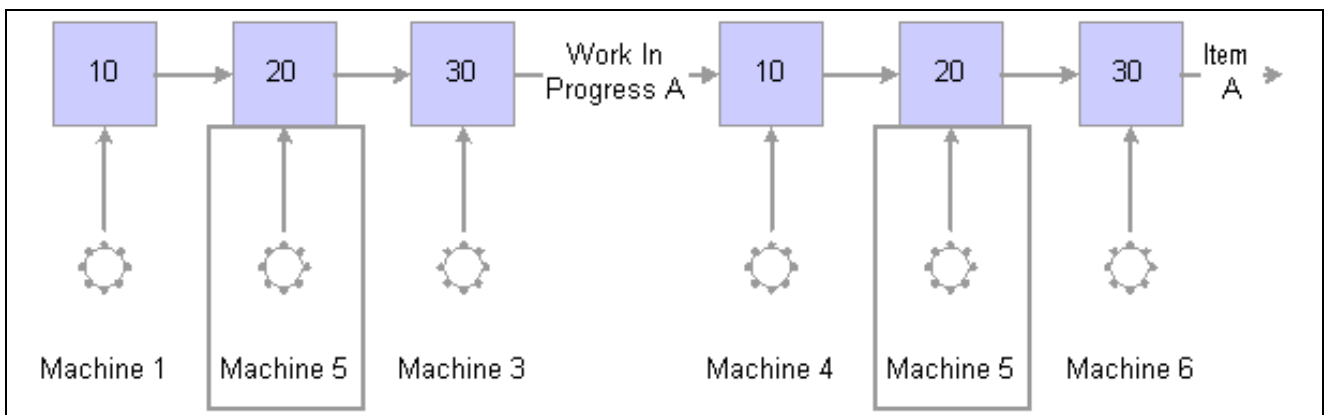 10
20
30
Work In
Progress A
10
20
30
Item
A
Machine 1
Machine 5
Machine 3
Machine 4
Machine 5
Machine 6